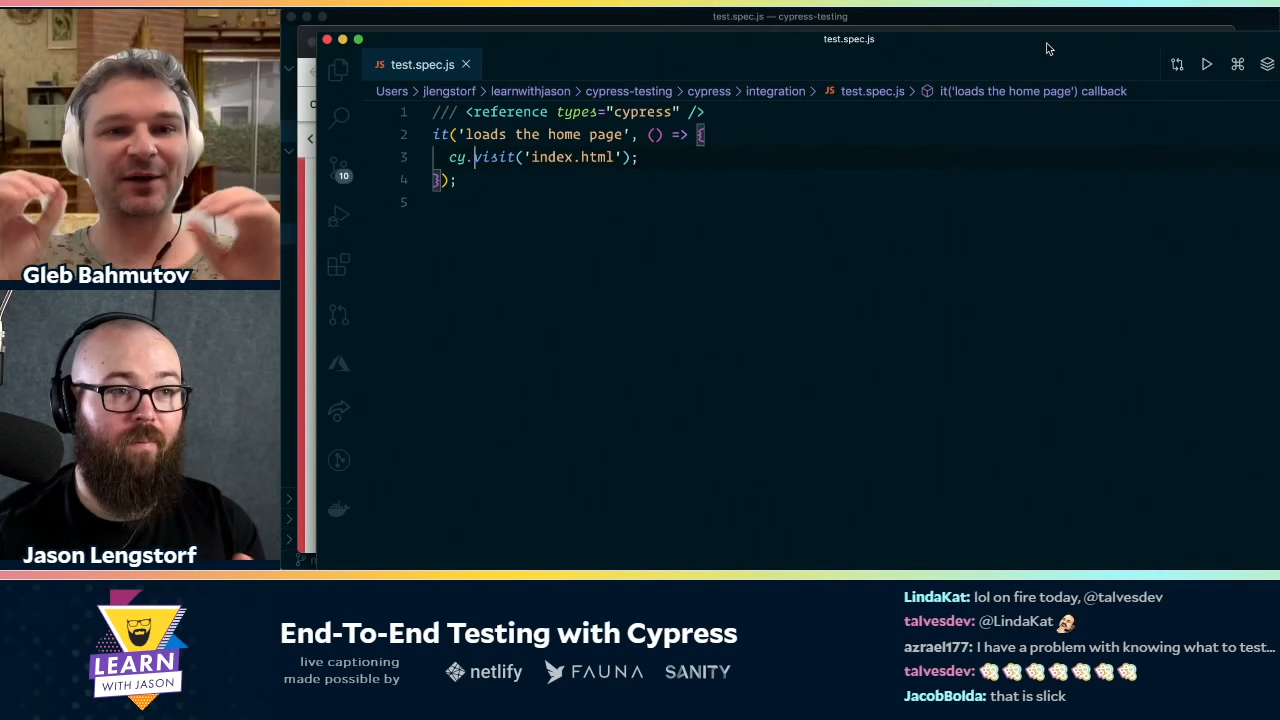 test.spec.js — cypress-testing
test.spec.js
JS test.spec.js
Users > jlengstorf > learnwithjason > cypress-testing > cypress > integration > JS test.spec.js > it('loads the home page') callback
1 /// <reference types="cypress" />
2 it('loads the home page', () => {
3 cy.visit('index.html');
4 });
5
10
Gleb Bahmutov
Jason Lengstorf
LEARN
WITH JASON
End-To-End Testing with Cypress
live captioning
made possible by
netlify
FAUNA
SANITY
LindaKat: lol on fire today, @talvesdev
talvesdev: @LindaKat
azrael177: I have a problem with knowing what to test...
talvesdev:
JacobBolda: that is slick